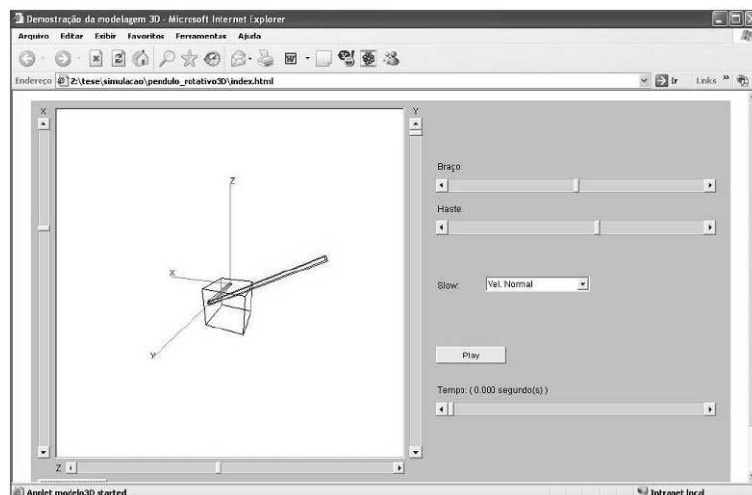 Demostração da modelagem 3D - Microsoft Internet Explorer
Arquivo Editar Exibir Favoritos Ferramentas Ajuda
Endereço Z:\tese\simulacao\pendulo_rotativo3D\index.html Ir Links »
X
Y
Z
X
Y
Braço:
Haste:
Slow: Vel. Normal
Play
Tempo: ( 0.000 segundo(s) )
Z
Applet modelo3D started
Intranet local